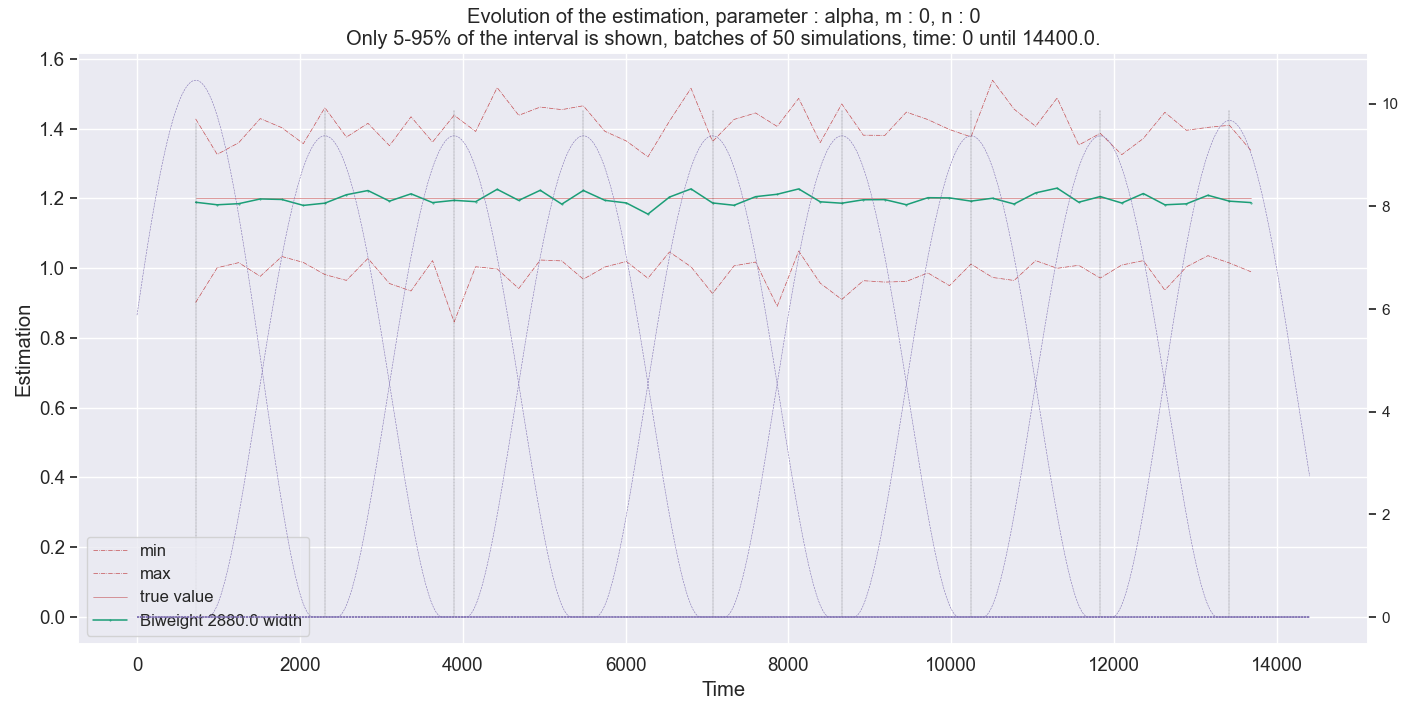 Evolution of the estimation, parameter : alpha, m : 0, n : 0
Only 5-95% of the interval is shown, batches of 50 simulations, time: 0 until 14400.0.
1.6
1.4
1.2
1.0
0.8
0.6
0.4
0.2
0.0
Estimation
10
8
6
4
2
0
min
max
true value
Biweight 2880.0 width
0
2000
4000
6000
8000
10000
12000
14000
Time